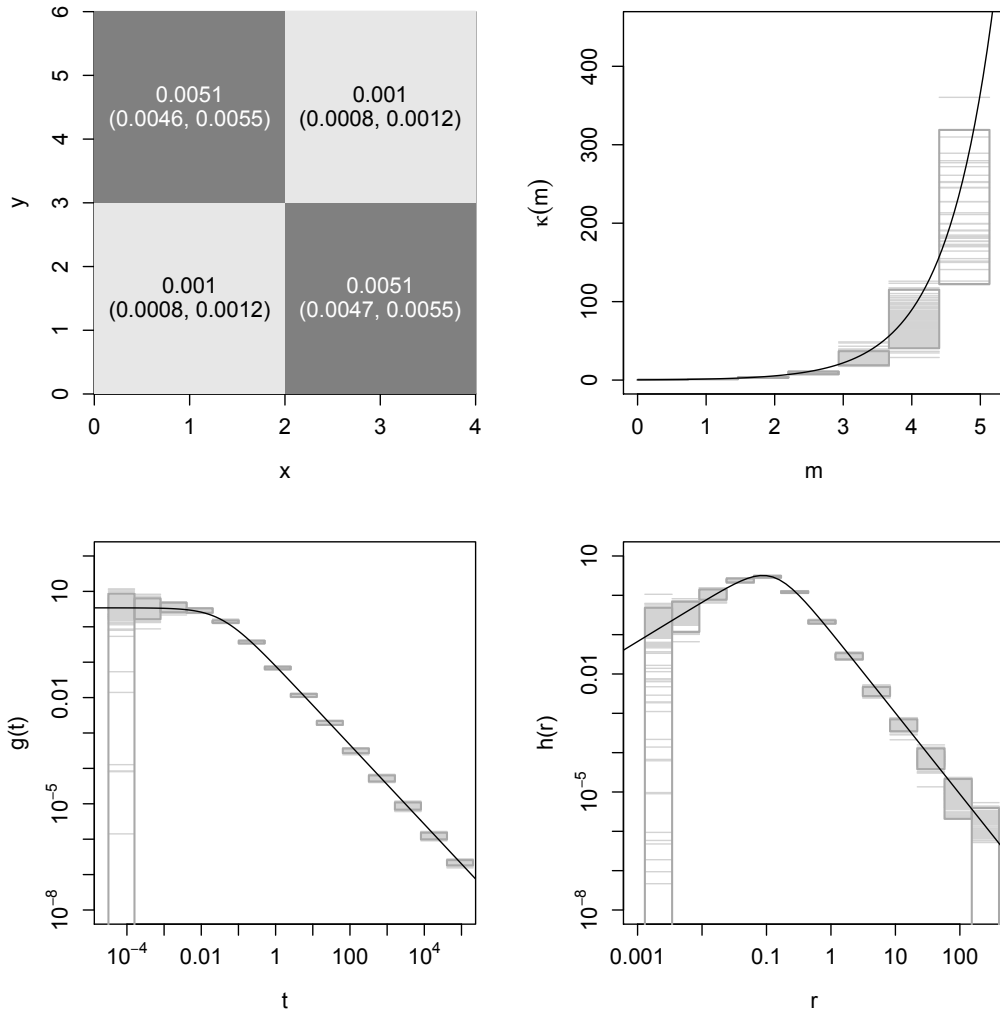 6
5
4
3
2
1
0
y
0.0051
(0.0046, 0.0055)
0.001
(0.0008, 0.0012)
0.001
(0.0008, 0.0012)
0.0051
(0.0047, 0.0055)
0 1 2 3 4
x
400
300
200
100
0
κ(m)
0 1 2 3 4 5
m
10
0.01
10⁻⁵
10⁻⁸
g(t)
10⁻⁴ 0.01 1 100 10⁴
t
10
0.01
10⁻⁵
10⁻⁸
h(r)
0.001 0.1 1 10 100
r